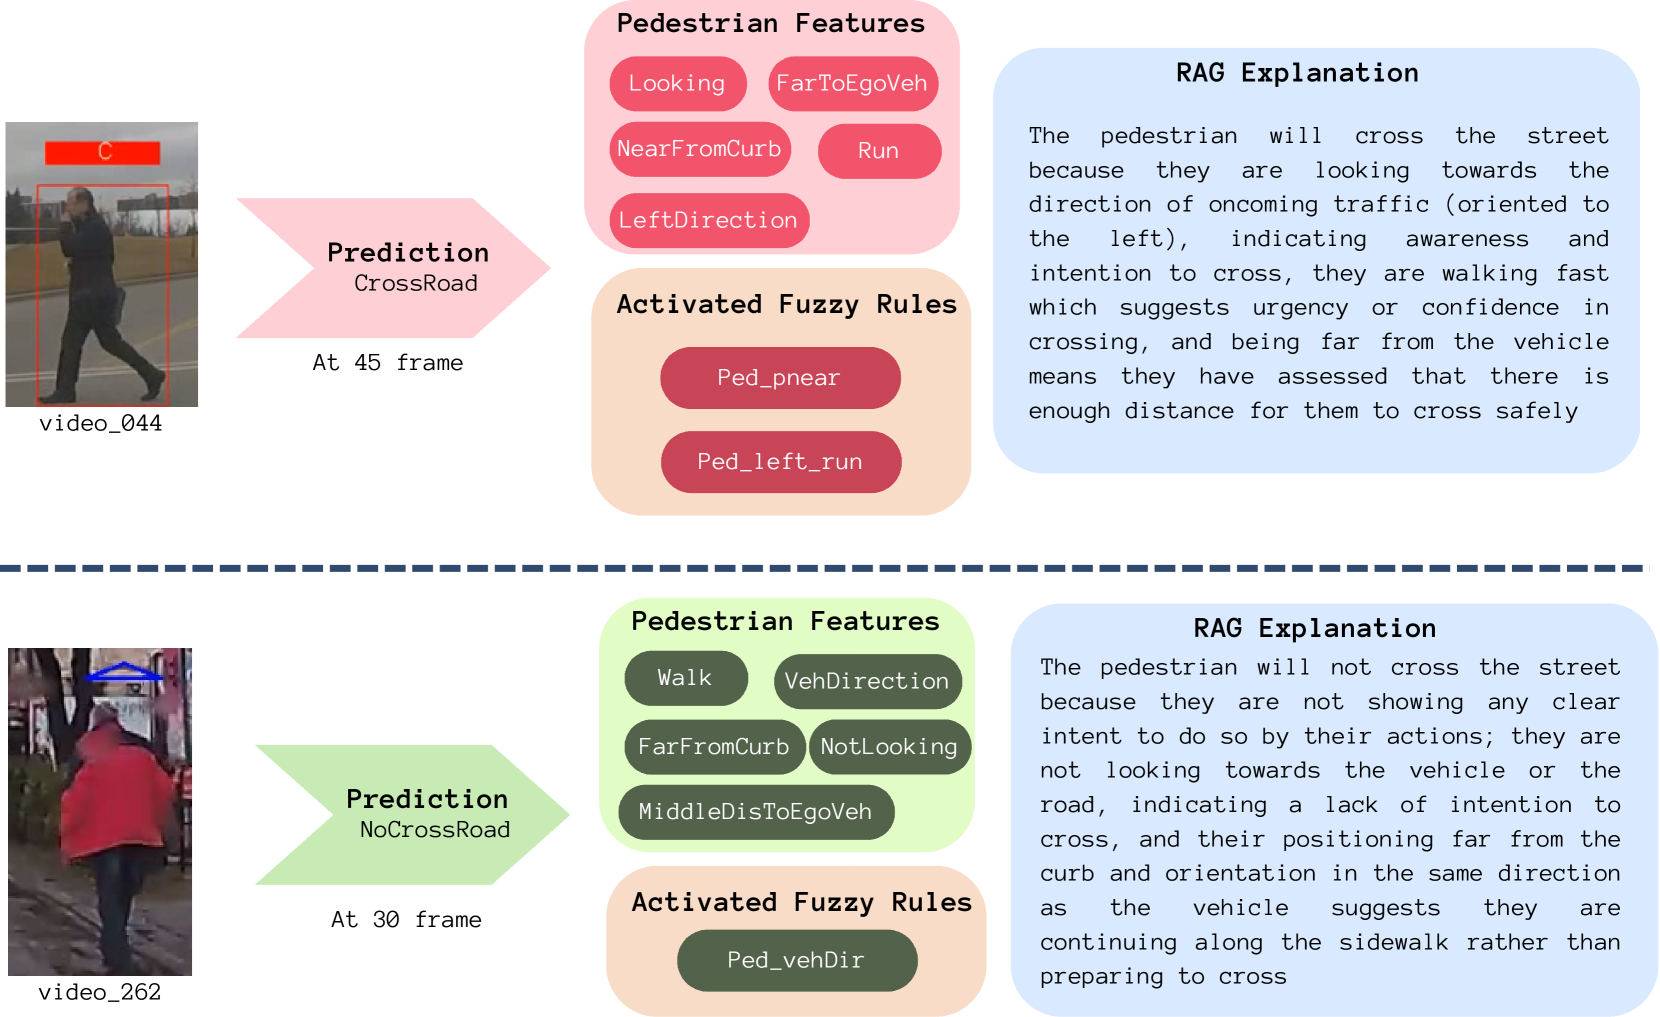 C
video_044
Prediction
CrossRoad
At 45 frame
Pedestrian Features
Looking
FarToEgoVeh
NearFromCurb
Run
LeftDirection
Activated Fuzzy Rules
Ped_pnear
Ped_left_run
RAG Explanation
The pedestrian will cross the street
because they are looking towards the
direction of oncoming traffic (oriented to
the left), indicating awareness and
intention to cross, they are walking fast
which suggests urgency or confidence in
crossing, and being far from the vehicle
means they have assessed that there is
enough distance for them to cross safely
video_262
Prediction
NoCrossRoad
At 30 frame
Pedestrian Features
Walk
VehDirection
FarFromCurb
NotLooking
MiddleDisToEgoVeh
Activated Fuzzy Rules
Ped_vehDir
RAG Explanation
The pedestrian will not cross the street
because they are not showing any clear
intent to do so by their actions; they are
not looking towards the vehicle or the
road, indicating a lack of intention to
cross, and their positioning far from the
curb and orientation in the same direction
as the vehicle suggests they are
continuing along the sidewalk rather than
preparing to cross